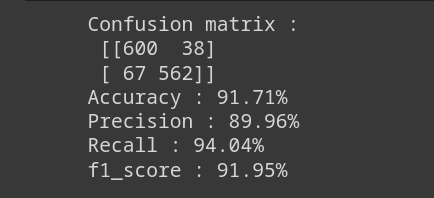 Confusion matrix :
[[600 38]
[ 67 562]]
Accuracy : 91.71%
Precision : 89.96%
Recall : 94.04%
f1_score : 91.95%